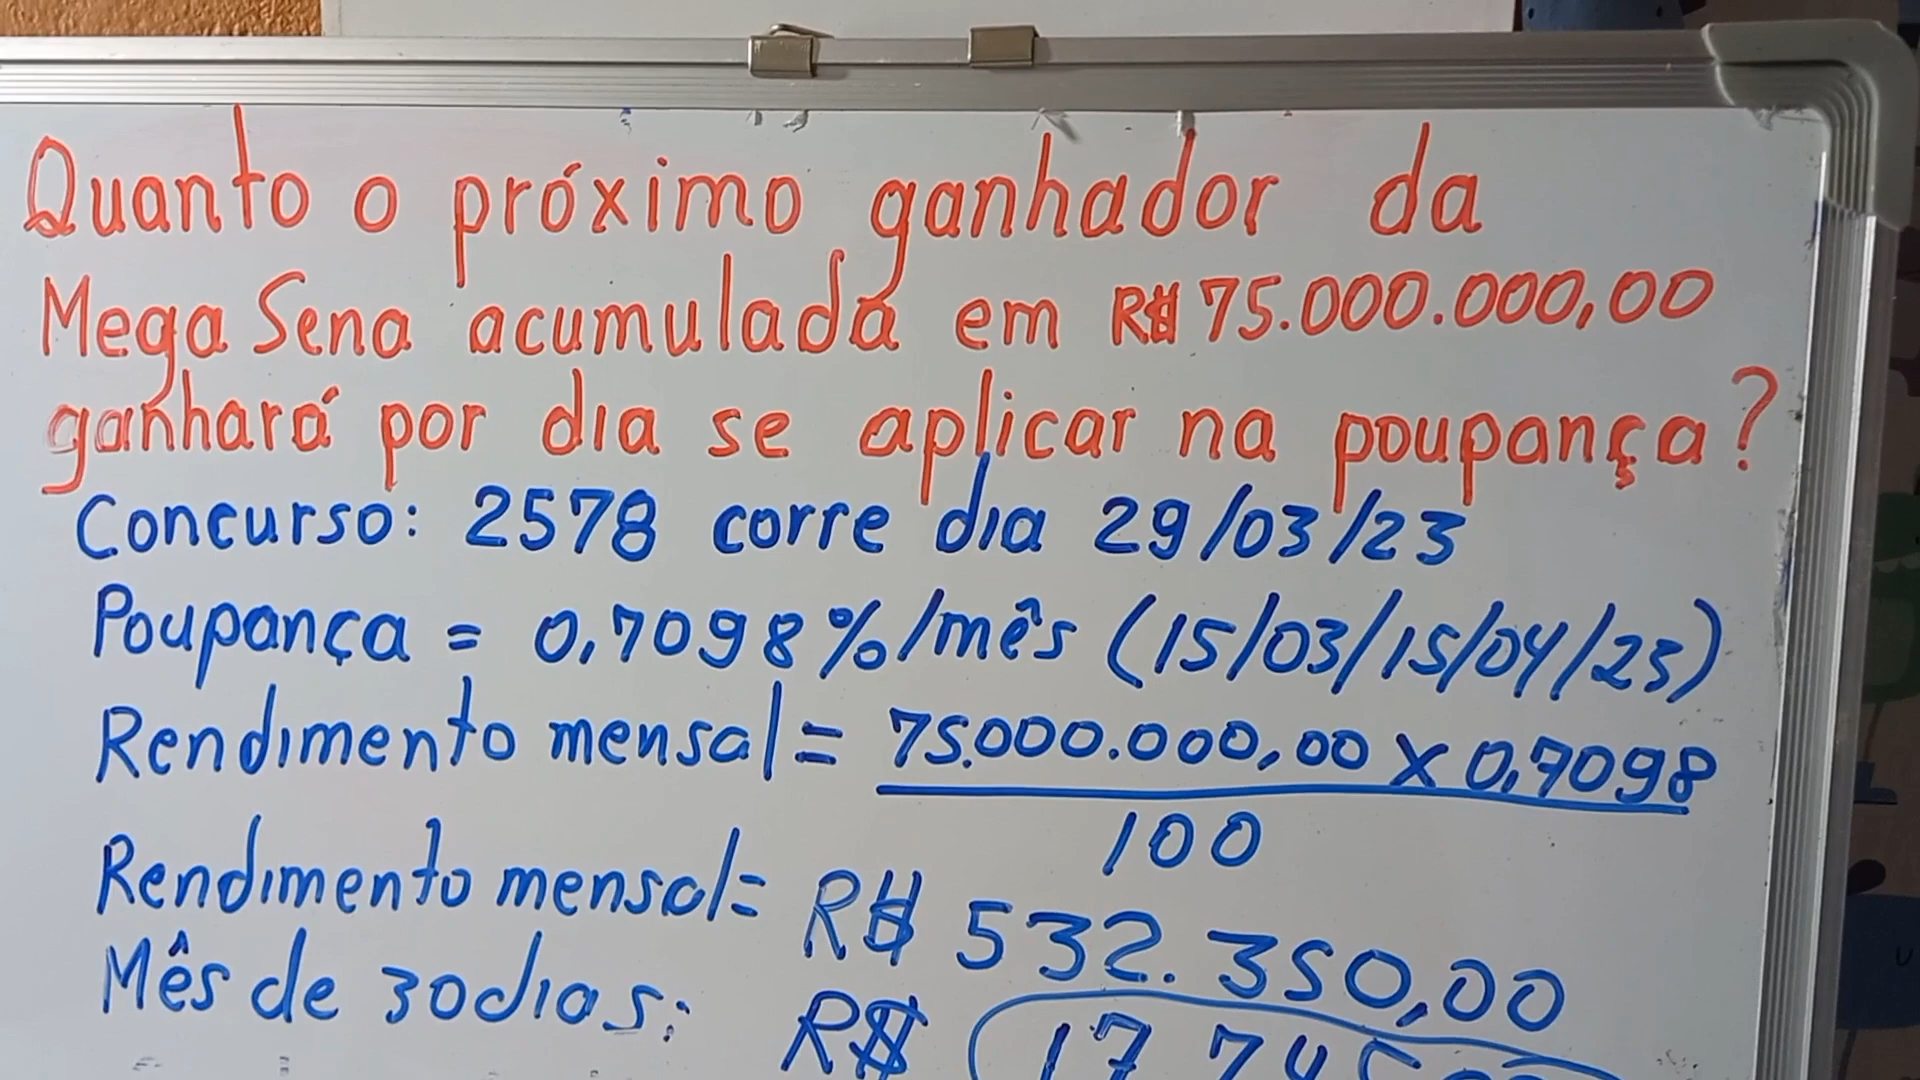 Quanto o próximo ganhador da
Mega Sena acumulada em R$ 75.000.000,00
ganhará por dia se aplicar na poupança?
Concurso: 2578 corre dia 29/03/23
Poupança = 0,7098%/mês (15/03/15/04/23)
Rendimento mensal = 75.000.000,00 X 0,7098
100
Rendimento mensal = R$ 532.350,00
Mês de 30 dias: R$ 17.745